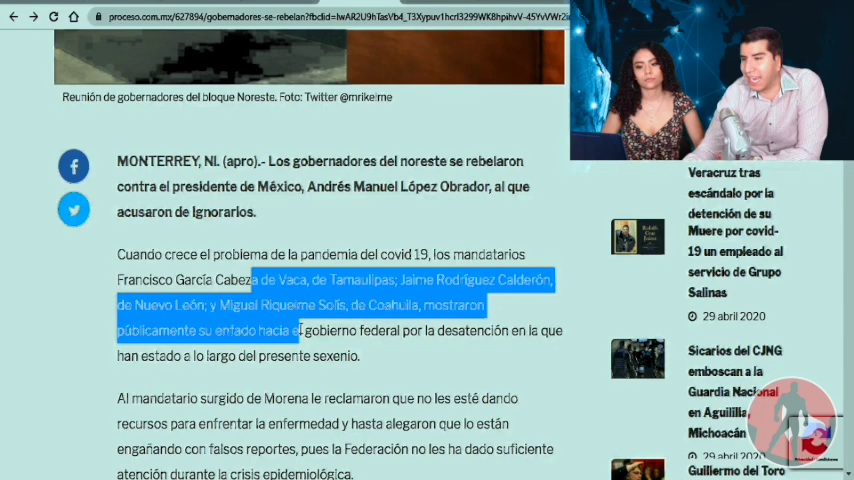 proceso.com.mx/627894/gobernadores-se-rebelan?fbclid=IwAR2U9hTasVb4_T3Xypuv1hcrl3299WK8hpihvV-45YvVWr2i
Reunión de gobernadores del bloque Noreste. Foto: Twitter @mrikelme
MONTERREY, Nl. (apro).- Los gobernadores del noreste se rebelaron
contra el presidente de México, Andrés Manuel López Obrador, al que
acusaron de ignorarlos.
Cuando crece el problema de la pandemia del covid 19, los mandatarios
Francisco García Cabeza de Vaca, de Tamaulipas; Jaime Rodríguez Calderón,
de Nuevo León; y Miguel Riquelme Solís, de Coahuila, mostraron
públicamente su enfado hacia e gobierno federal por la desatención en la que
han estado a lo largo del presente sexenio.
Al mandatario surgido de Morena le reclamaron que no les esté dando
recursos para enfrentar la enfermedad y hasta alegaron que lo están
engañando con falsos reportes, pues la Federación no les ha dado suficiente
atención durante la crisis epidemiológica.
Veracruz tras
escándalo por la
detención de su
Muere por covid-
19 un empleado al
servicio de Grupo
Salinas
29 abril 2020
Sicarios del CJNG
emboscan a la
Guardia Nacional
en Aguililla,
Michoacán
29 abril 2020
Guillermo del Toro